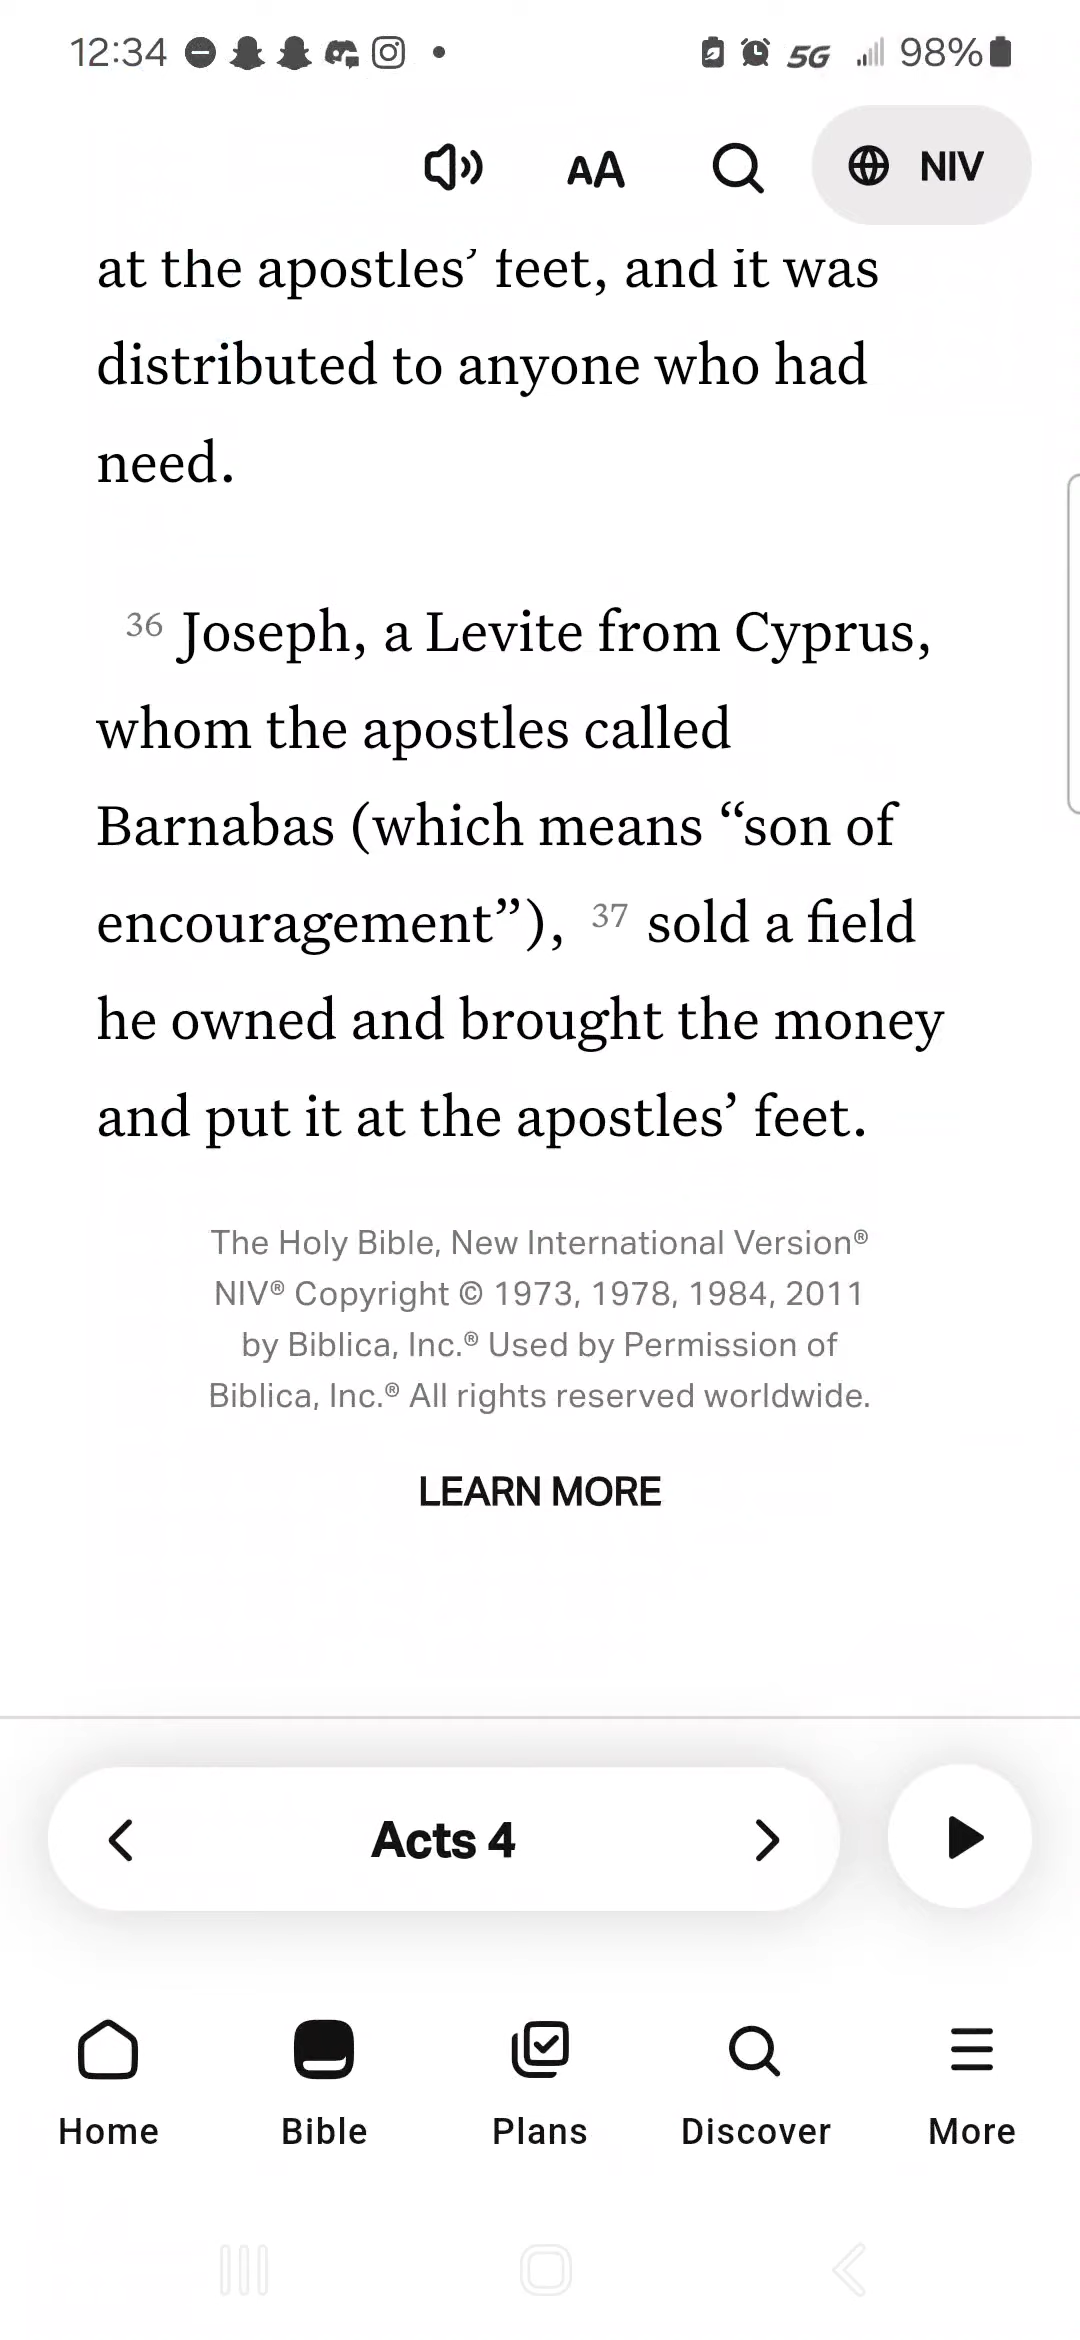 12:34 5G 98%
AA NIV
at the apostles’ feet, and it was
distributed to anyone who had
need.
36 Joseph, a Levite from Cyprus,
whom the apostles called
Barnabas (which means “son of
encouragement”), 37 sold a field
he owned and brought the money
and put it at the apostles’ feet.
The Holy Bible, New International Version®
NIV® Copyright © 1973, 1978, 1984, 2011
by Biblica, Inc.® Used by Permission of
Biblica, Inc.® All rights reserved worldwide.
LEARN MORE
Acts 4
Home Bible Plans Discover More